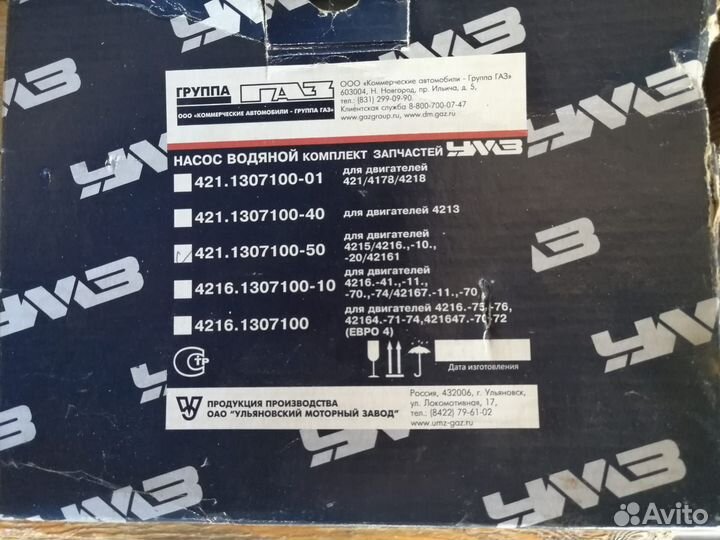 ГРУППА ГАЗ
ООО «КОММЕРЧЕСКИЕ АВТОМОБИЛИ - ГРУППА ГАЗ»
ООО «Коммерческие автомобили - Группа ГАЗ»
603004, Н. Новгород, пр. Ильича, д. 5,
тел.: (831) 299-09-90.
Клиентская служба 8-800-700-07-47
www.gazgroup.ru, www.dm.gaz.ru
НАСОС ВОДЯНОЙ КОМПЛЕКТ ЗАПЧАСТЕЙ УМЗ
421.1307100-01
для двигателей
421/4178/4218
421.1307100-40 для двигателей 4213
421.1307100-50
для двигателей
4215/4216.,-10.,
-20/42161
4216.1307100-10
для двигателей
4216.-41.,-11.,
-70.,-74/42167.-11.,-70
4216.1307100
для двигателей 4216.-75-76,
42164.-71-74,421647.-70-72
(ЕВРО 4)
Дата изготовления
ПРОДУКЦИЯ ПРОИЗВОДСТВА
ОАО "УЛЬЯНОВСКИЙ МОТОРНЫЙ ЗАВОД"
Россия, 432006, г. Ульяновск,
ул. Локомотивная, 17,
тел.: (8422) 79-61-02
www.umz-gaz.ru
УМЗ
УМЗ
УМЗ
УМЗ
УМЗ
УМЗ
Avito